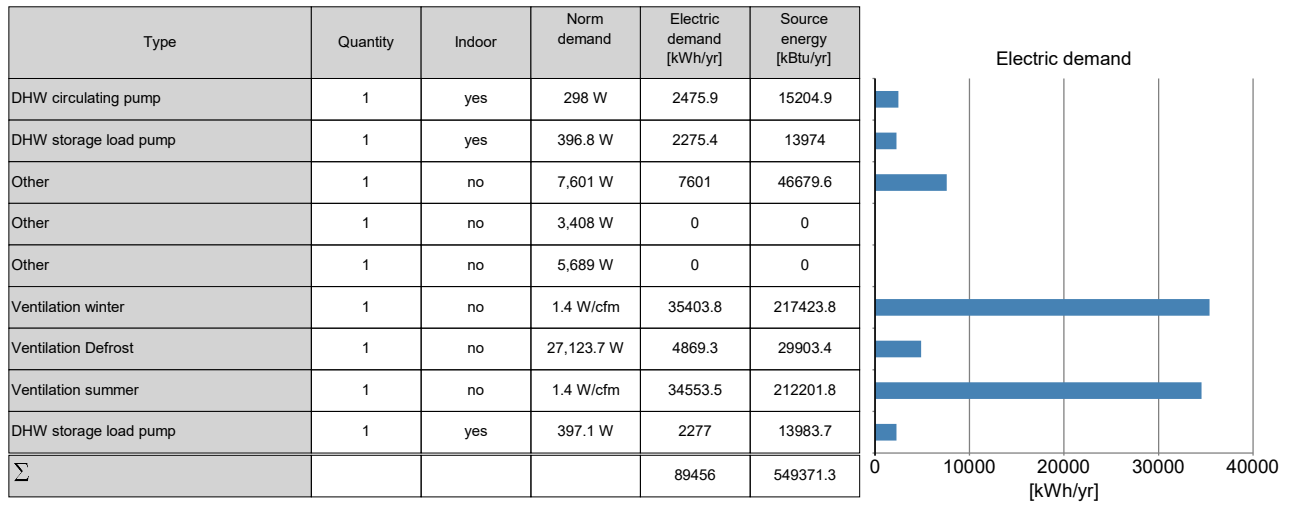 Type Quantity Indoor Norm demand Electric demand [kWh/yr] Source energy [kBtu/yr]
DHW circulating pump 1 yes 298 W 2475.9 15204.9
DHW storage load pump 1 yes 396.8 W 2275.4 13974
Other 1 no 7,601 W 7601 46679.6
Other 1 no 3,408 W 0 0
Other 1 no 5,689 W 0 0
Ventilation winter 1 no 1.4 W/cfm 35403.8 217423.8
Ventilation Defrost 1 no 27,123.7 W 4869.3 29903.4
Ventilation summer 1 no 1.4 W/cfm 34553.5 212201.8
DHW storage load pump 1 yes 397.1 W 2277 13983.7
∑ 89456 549371.3
Electric demand
0 10000 20000 30000 40000
[kWh/yr]